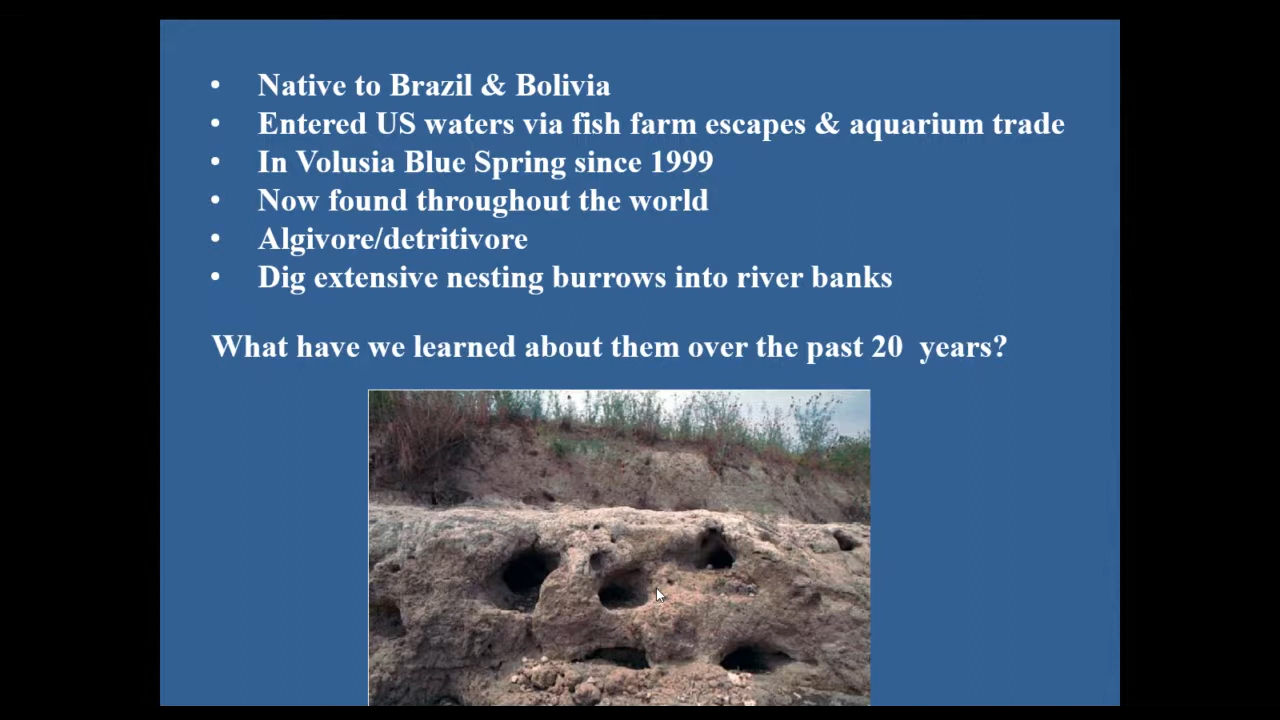 • Native to Brazil & Bolivia
• Entered US waters via fish farm escapes & aquarium trade
• In Volusia Blue Spring since 1999
• Now found throughout the world
• Algivore/detritivore
• Dig extensive nesting burrows into river banks
What have we learned about them over the past 20  years?